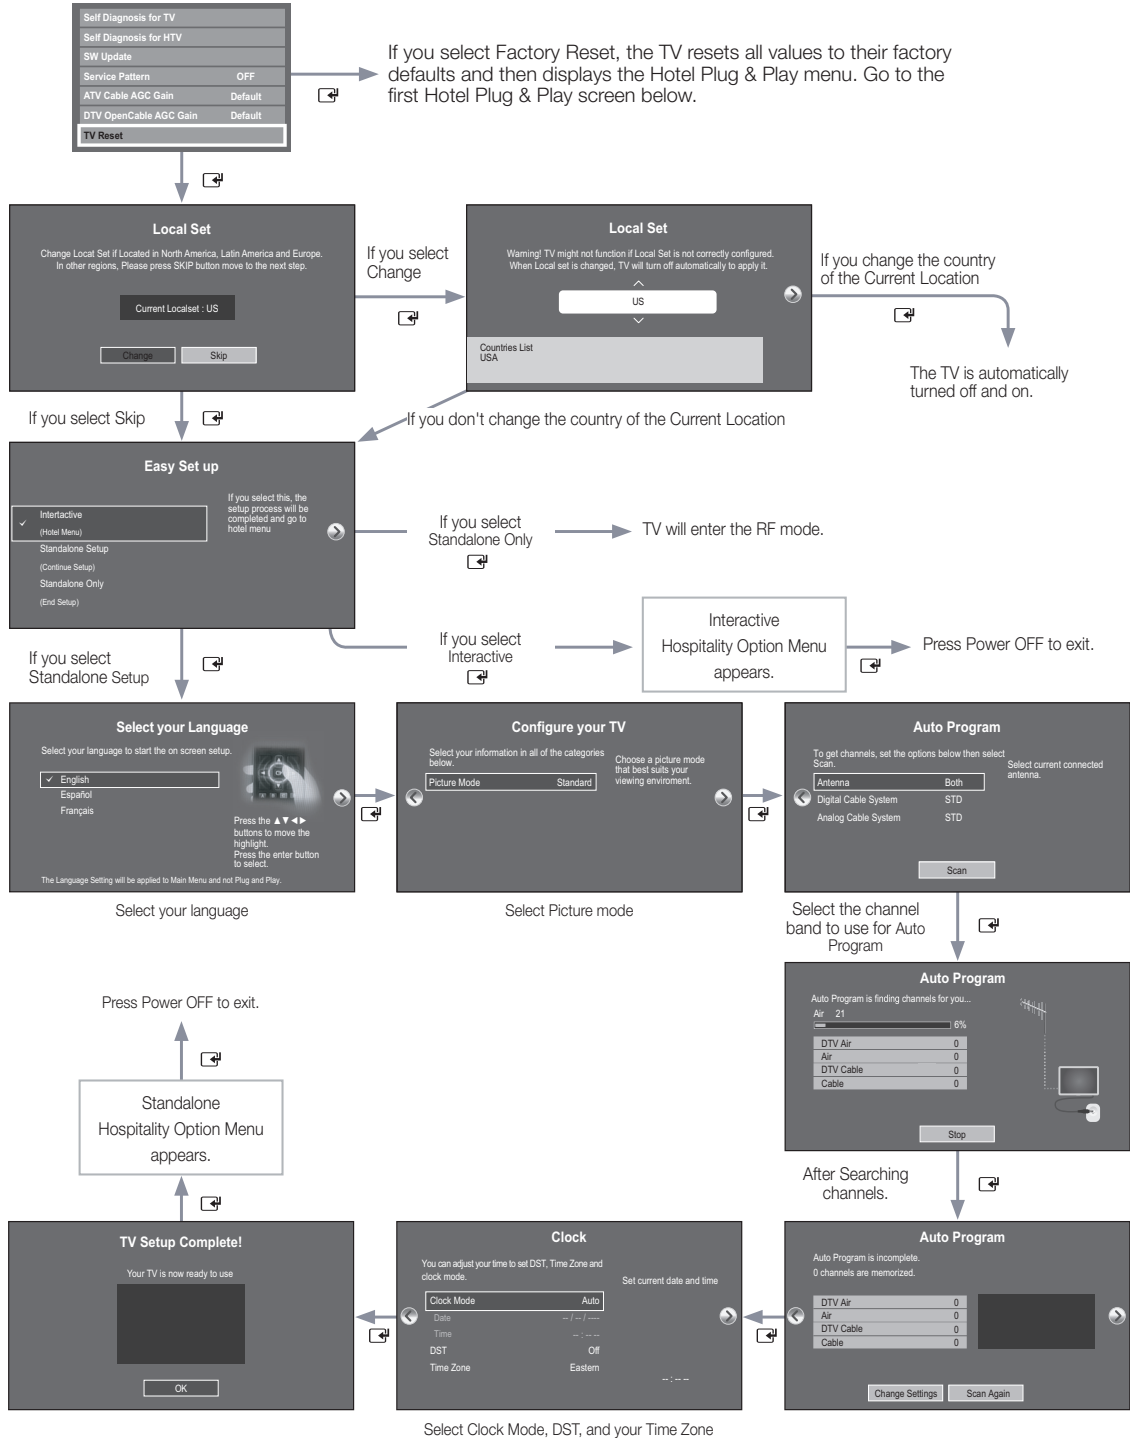 Self Diagnosis for TV
Self Diagnosis for HTV
SW Update
Service Pattern OFF
ATV Cable AGC Gain Default
DTV OpenCable AGC Gain Default
TV Reset
If you select Factory Reset, the TV resets all values to their factory
defaults and then displays the Hotel Plug & Play menu. Go to the
first Hotel Plug & Play screen below.
Local Set
Change Locat Set if Located in North America, Latin America and Europe.
In other regions, Please press SKIP button move to the next step.
Current Localset : US
Change Skip
If you select
Change
Local Set
Warning! TV might not function if Local Set is not correctly configured.
When Local set is changed, TV will turn off automatically to apply it.
US
Countries List
USA
If you change the country
of the Current Location
The TV is automatically
turned off and on.
If you select Skip
If you don't change the country of the Current Location
Easy Set up
Intertactive
(Hotel Menu)
Standalone Setup
(Continue Setup)
Standalone Only
(End Setup)
If you select this, the
setup process will be
completed and go to
hotel menu
If you select
Standalone Only
TV will enter the RF mode.
If you select
Interactive
Interactive
Hospitality Option Menu
appears.
Press Power OFF to exit.
If you select
Standalone Setup
Select your Language
Select your language to start the on screen setup.
✓ English
Español
Français
Press the ▲▼◀▶
buttons to move the
highlight.
Press the enter button
to select.
The Language Setting will be applied to Main Menu and not Plug and Play.
Select your language
Configure your TV
Select your information in all of the categories
below.
Picture Mode Standard
Choose a picture mode
that best suits your
viewing enviroment.
Select Picture mode
Auto Program
To get channels, set the options below then select
Scan.
Antenna Both
Digital Cable System STD
Analog Cable System STD
Select current connected
antenna.
Scan
Select the channel
band to use for Auto
Program
Auto Program
Auto Program is finding channels for you...
Air 21
6%
DTV Air 0
Air 0
DTV Cable 0
Cable 0
Stop
After Searching
channels.
Auto Program
Auto Program is incomplete.
0 channels are memorized.
DTV Air 0
Air 0
DTV Cable 0
Cable 0
Change Settings Scan Again
Clock
You can adjust your time to set DST, Time Zone and
clock mode.
Clock Mode Auto
Date -- / -- / ----
Time -- : -- --
DST Off
Time Zone Eastern
Set current date and time
-- : -- --
Select Clock Mode, DST, and your Time Zone
TV Setup Complete!
Your TV is now ready to use
OK
Standalone
Hospitality Option Menu
appears.
Press Power OFF to exit.